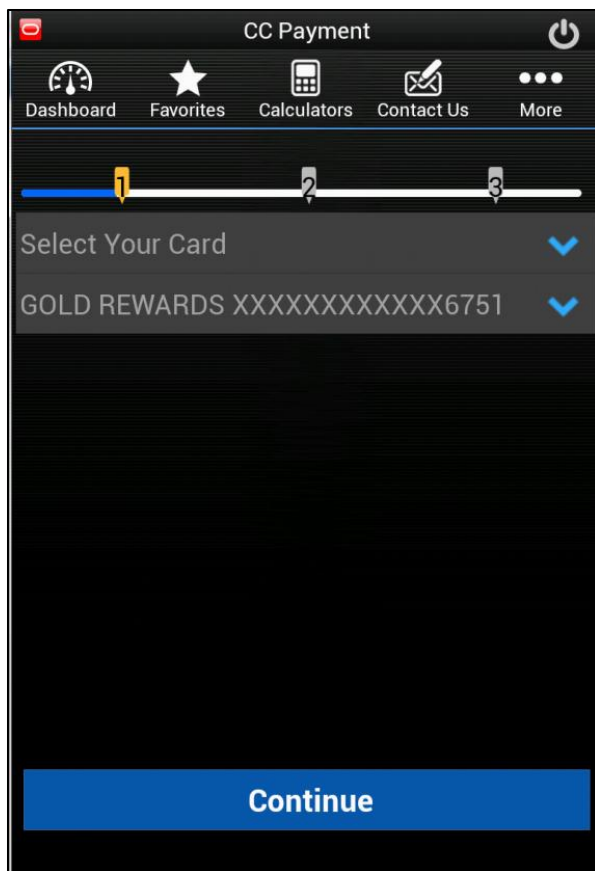 CC Payment
Dashboard Favorites Calculators Contact Us More
1 2 3
Select Your Card
GOLD REWARDS XXXXXXXXXXXX6751
Continue